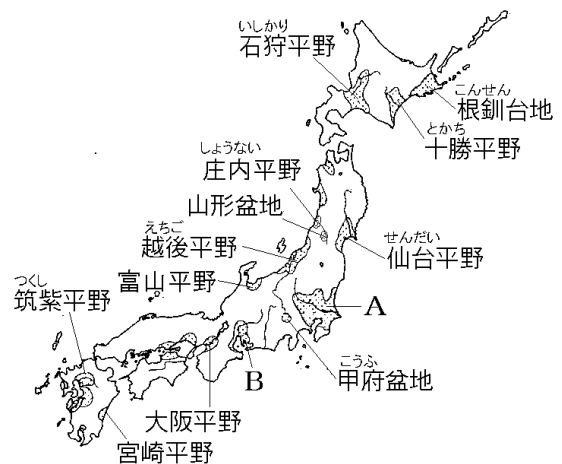 いしかり
石狩平野
こんせん
根釧台地
とかち
十勝平野
しょうない
庄内平野
山形盆地
せんだい
仙台平野
えちご
越後平野
富山平野
つくし
筑紫平野
A
B
こうふ
甲府盆地
大阪平野
宮崎平野